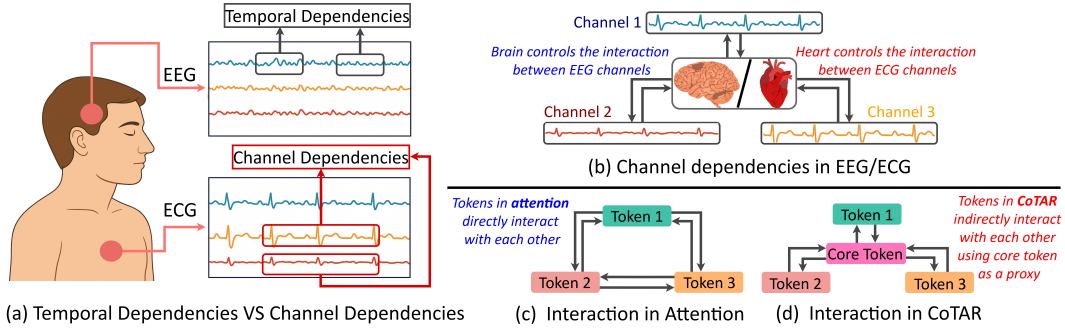 Temporal Dependencies
EEG
Channel Dependencies
ECG
(a) Temporal Dependencies VS Channel Dependencies
Channel 1
Brain controls the interaction
between EEG channels
Heart controls the interaction
between ECG channels
Channel 2
Channel 3
(b) Channel dependencies in EEG/ECG
Tokens in attention
directly interact
with each other
Token 1
Token 2
Token 3
(c) Interaction in Attention
Token 1
Core Token
Token 2
Token 3
Tokens in CoTAR
indirectly interact
with each other
using core token
as a proxy
(d) Interaction in CoTAR